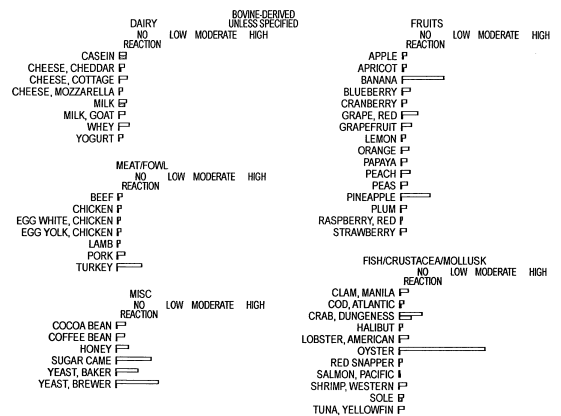 BOVINE-DERIVED
DAIRY UNLESS SPECIFIED
NO LOW MODERATE HIGH
REACTION
CASEIN
CHEESE, CHEDDAR
CHEESE, COTTAGE
CHEESE, MOZZARELLA
MILK
MILK, GOAT
WHEY
YOGURT
MEAT/FOWL
NO LOW MODERATE HIGH
REACTION
BEEF
CHICKEN
EGG WHITE, CHICKEN
EGG YOLK, CHICKEN
LAMB
PORK
TURKEY
MISC
NO LOW MODERATE HIGH
REACTION
COCOA BEAN
COFFEE BEAN
HONEY
SUGAR CAME
YEAST, BAKER
YEAST, BREWER
FRUITS
NO LOW MODERATE HIGH
REACTION
APPLE
APRICOT
BANANA
BLUEBERRY
CRANBERRY
GRAPE, RED
GRAPEFRUIT
LEMON
ORANGE
PAPAYA
PEACH
PEAS
PINEAPPLE
PLUM
RASPBERRY, RED
STRAWBERRY
FISH/CRUSTACEA/MOLLUSK
NO LOW MODERATE HIGH
REACTION
CLAM, MANILA
COD, ATLANTIC
CRAB, DUNGENESS
HALIBUT
LOBSTER, AMERICAN
OYSTER
RED SNAPPER
SALMON, PACIFIC
SHRIMP, WESTERN
SOLE
TUNA, YELLOWFIN